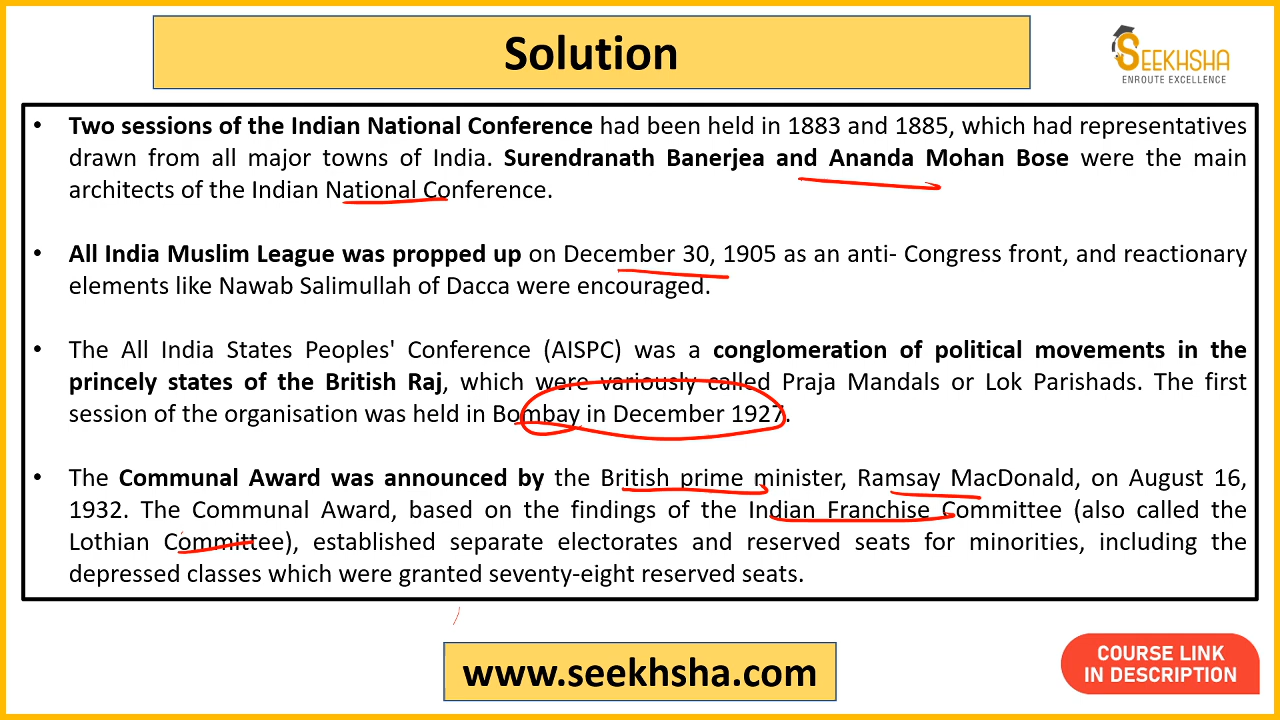 Solution
SEEKHSHA
ENROUTE EXCELLENCE
• Two sessions of the Indian National Conference had been held in 1883 and 1885, which had representatives
drawn from all major towns of India. Surendranath Banerjea and Ananda Mohan Bose were the main
architects of the Indian National Conference.
• All India Muslim League was propped up on December 30, 1905 as an anti- Congress front, and reactionary
elements like Nawab Salimullah of Dacca were encouraged.
• The All India States Peoples' Conference (AISPC) was a conglomeration of political movements in the
princely states of the British Raj, which were variously called Praja Mandals or Lok Parishads. The first
session of the organisation was held in Bombay in December 1927.
• The Communal Award was announced by the British prime minister, Ramsay MacDonald, on August 16,
1932. The Communal Award, based on the findings of the Indian Franchise Committee (also called the
Lothian Committee), established separate electorates and reserved seats for minorities, including the
depressed classes which were granted seventy-eight reserved seats.
www.seekhsha.com
COURSE LINK
IN DESCRIPTION